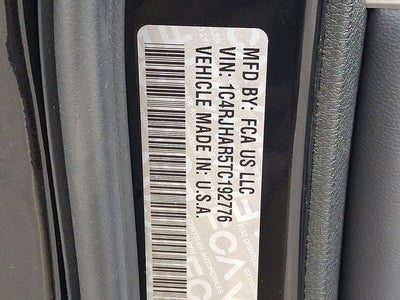 MFD BY: FCA US LLC
VIN: 1C4RJHAR5TC192776
VEHICLE MADE IN: U.S.A.